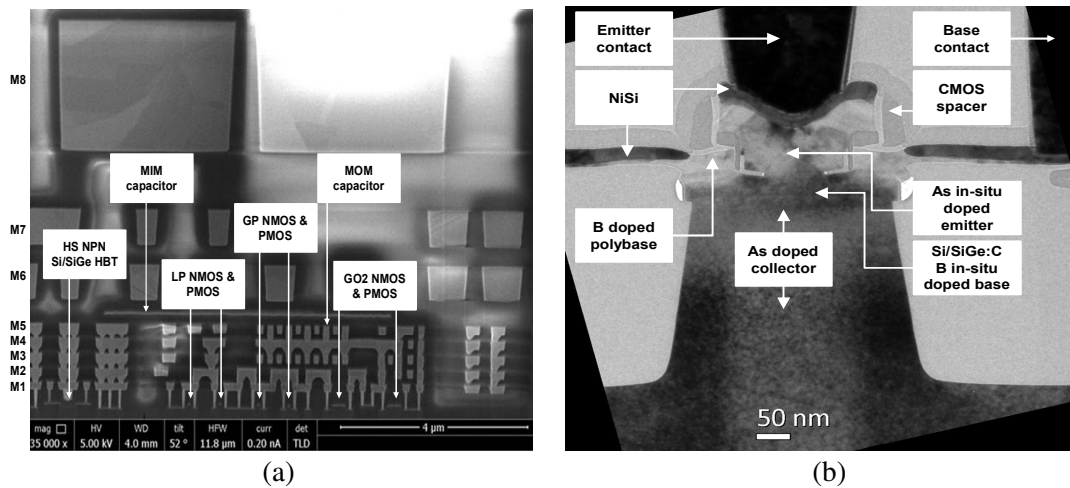 M8
MIM
capacitor
MOM
capacitor
M7
GP NMOS &
PMOS
HS NPN
Si/SiGe HBT
M6
LP NMOS &
PMOS
GO2 NMOS
& PMOS
M5
M4
M3
M2
M1
mag HV WD tilt HFW curr det
35 000 x 5.00 kV 4.0 mm 52 ° 11.8 µm 0.20 nA TLD
4 µm
(a)
Emitter
contact
Base
contact
NiSi
CMOS
spacer
B doped
polybase
As doped
collector
As in-situ
doped
emitter
Si/SiGe:C
B in-situ
doped base
50 nm
(b)